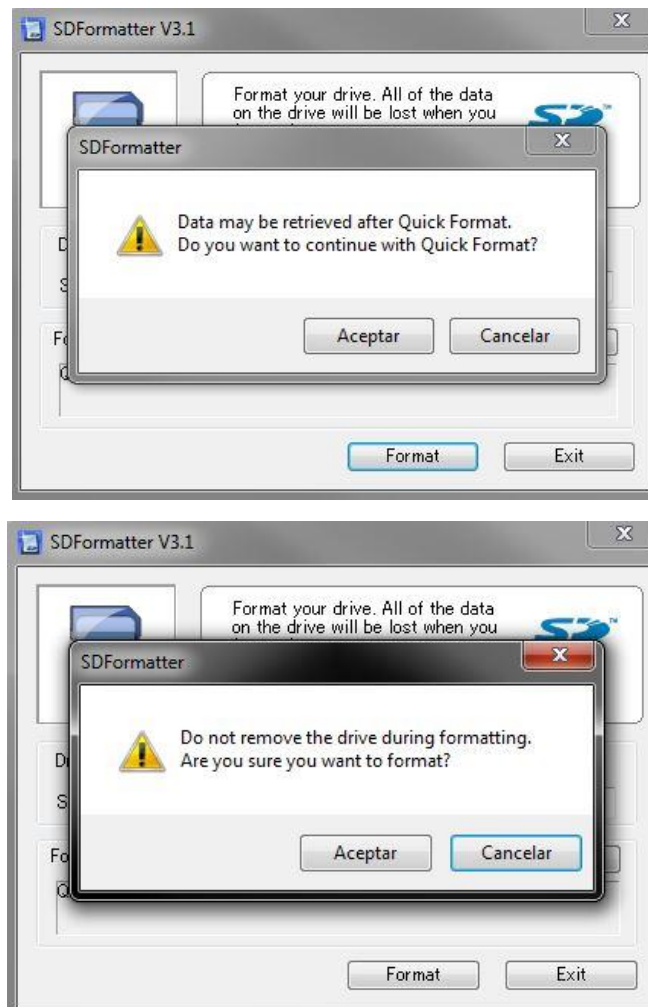 SDFormatter V3.1
Format your drive. All of the data
on the drive will be lost when you
SD
SDFormatter
Data may be retrieved after Quick Format.
Do you want to continue with Quick Format?
Aceptar Cancelar
Format Exit
SDFormatter V3.1
Format your drive. All of the data
on the drive will be lost when you
SD
SDFormatter
Do not remove the drive during formatting.
Are you sure you want to format?
Aceptar Cancelar
Format Exit